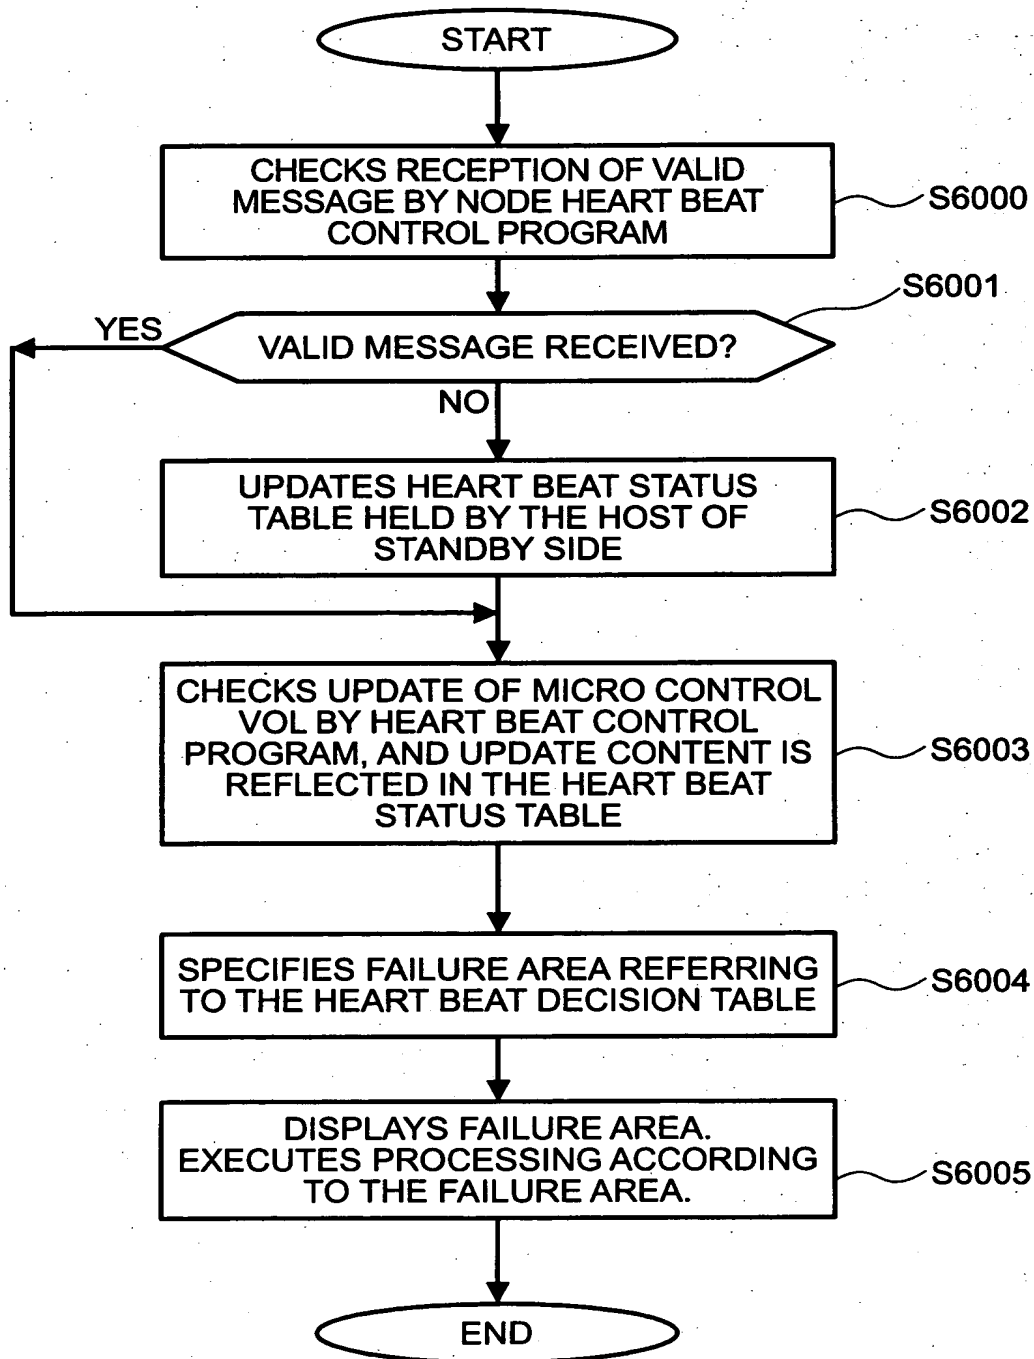 START
CHECKS RECEPTION OF VALID
MESSAGE BY NODE HEART BEAT
CONTROL PROGRAM
S6000
S6001
YES
VALID MESSAGE RECEIVED?
NO
UPDATES HEART BEAT STATUS
TABLE HELD BY THE HOST OF
STANDBY SIDE
S6002
CHECKS UPDATE OF MICRO CONTROL
VOL BY HEART BEAT CONTROL
PROGRAM, AND UPDATE CONTENT IS
REFLECTED IN THE HEART BEAT
STATUS TABLE
S6003
SPECIFIES FAILURE AREA REFERRING
TO THE HEART BEAT DECISION TABLE
S6004
DISPLAYS FAILURE AREA.
EXECUTES PROCESSING ACCORDING
TO THE FAILURE AREA.
S6005
END